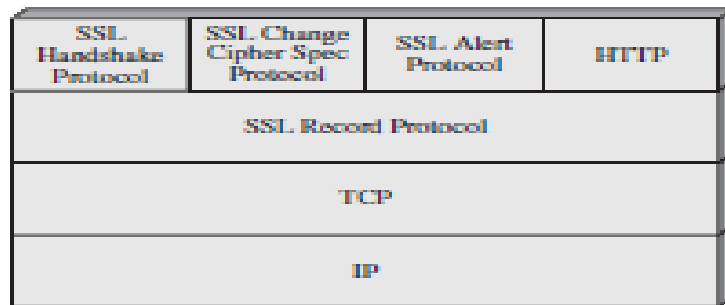 SSL
Handshake
Protocol
SSL Change
Cipher Spec
Protocol
SSL Alert
Protocol
HTTP
SSL Record Protocol
TCP
IP